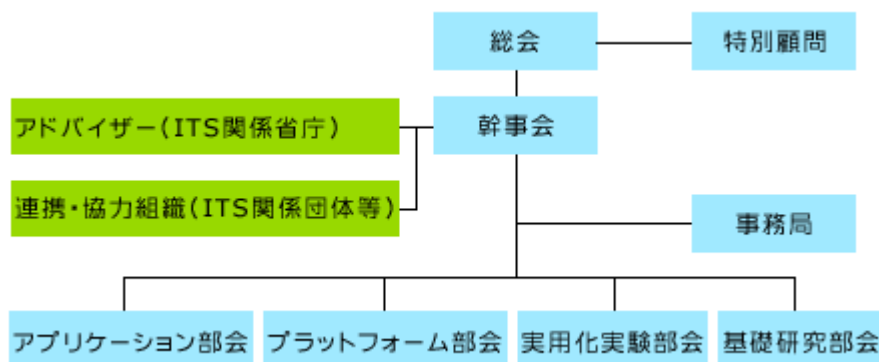 総会
特別顧問
アドバイザー(ITS関係省庁)
幹事会
連携・協力組織(ITS関係団体等)
事務局
アプリケーション部会
プラットフォーム部会
実用化実験部会
基礎研究部会